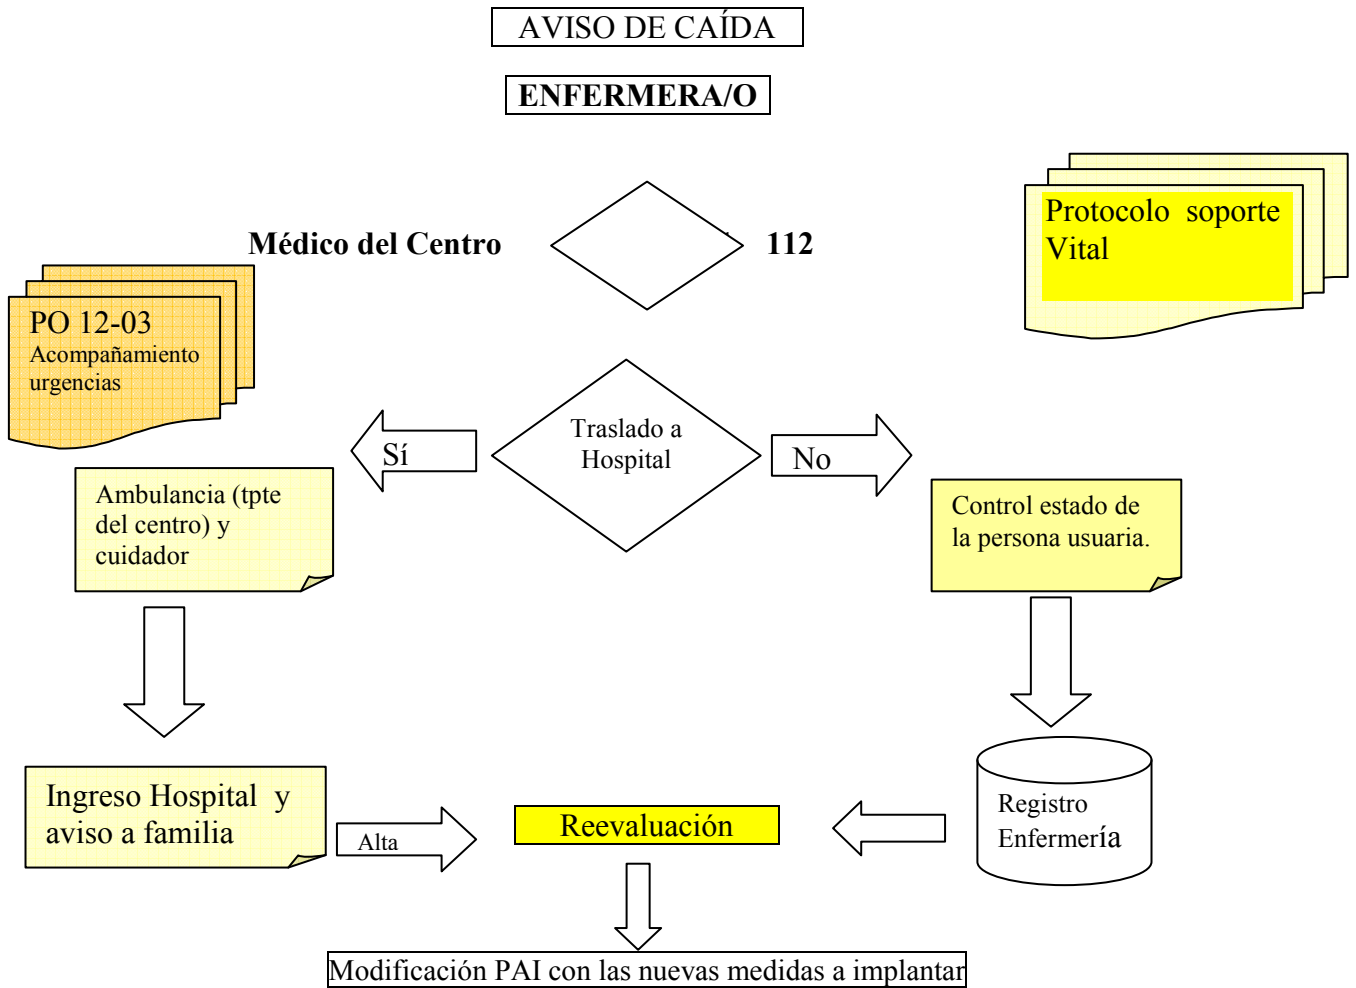 AVISO DE CAÍDA
ENFERMERA/O
Médico del Centro
112
Protocolo soporte
Vital
PO 12-03
Acompañamiento
urgencias
Traslado a
Hospital
Sí
No
Ambulancia (tpte
del centro) y
cuidador
Control estado de
la persona usuaria.
Ingreso Hospital y
aviso a familia
Alta
Reevaluación
Registro
Enfermería
Modificación PAI con las nuevas medidas a implantar